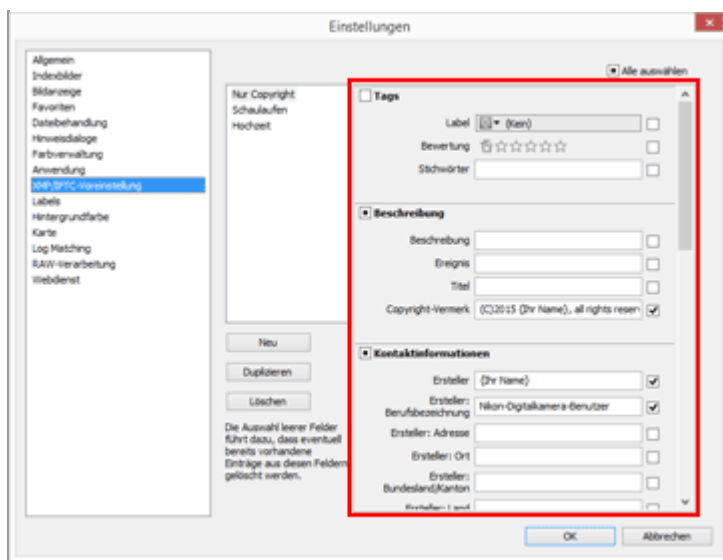 Einstellungen
Allgemein
Indexbilder
Bildanzeige
Favoriten
Dateibehandlung
Hinweisdialoge
Farbverwaltung
Anwendung
XMP/IPTC-Voreinstellung
Labels
Hintergrundfarbe
Karte
Log Matching
RAW-Verarbeitung
Webdienst
Nur Copyright
Schaulaufen
Hochzeit
Neu
Duplizieren
Löschen
Die Auswahl leerer Felder
führt dazu, dass eventuell
bereits vorhandene
Einträge aus diesen Feldern
gelöscht werden.
Alle auswählen
Tags
Label (Kein)
Bewertung
Stichwörter
Beschreibung
Beschreibung
Ereignis
Titel
Copyright-Vermerk (C)2015 {Ihr Name}, all rights reser
Kontaktinformationen
Ersteller {Ihr Name}
Ersteller:
Berufsbezeichnung Nikon-Digitalkamera-Benutzer
Ersteller: Adresse
Ersteller: Ort
Ersteller:
Bundesland/Kanton
Ersteller: Land
OK Abbrechen